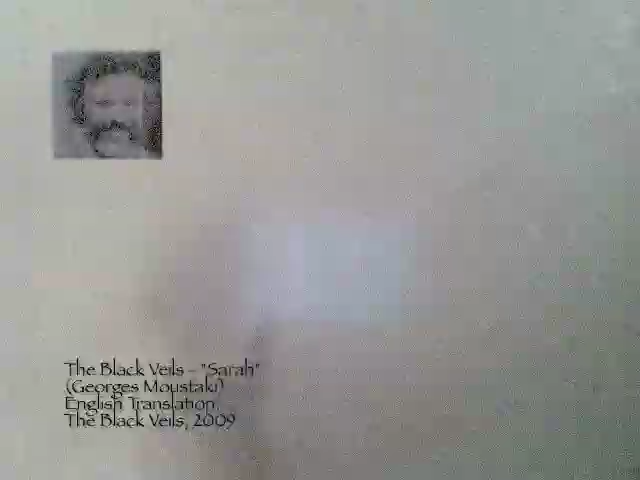 The Black Veils - "Sarah"
(Georges Moustaki)
English Translation
The Black Veils, 2009